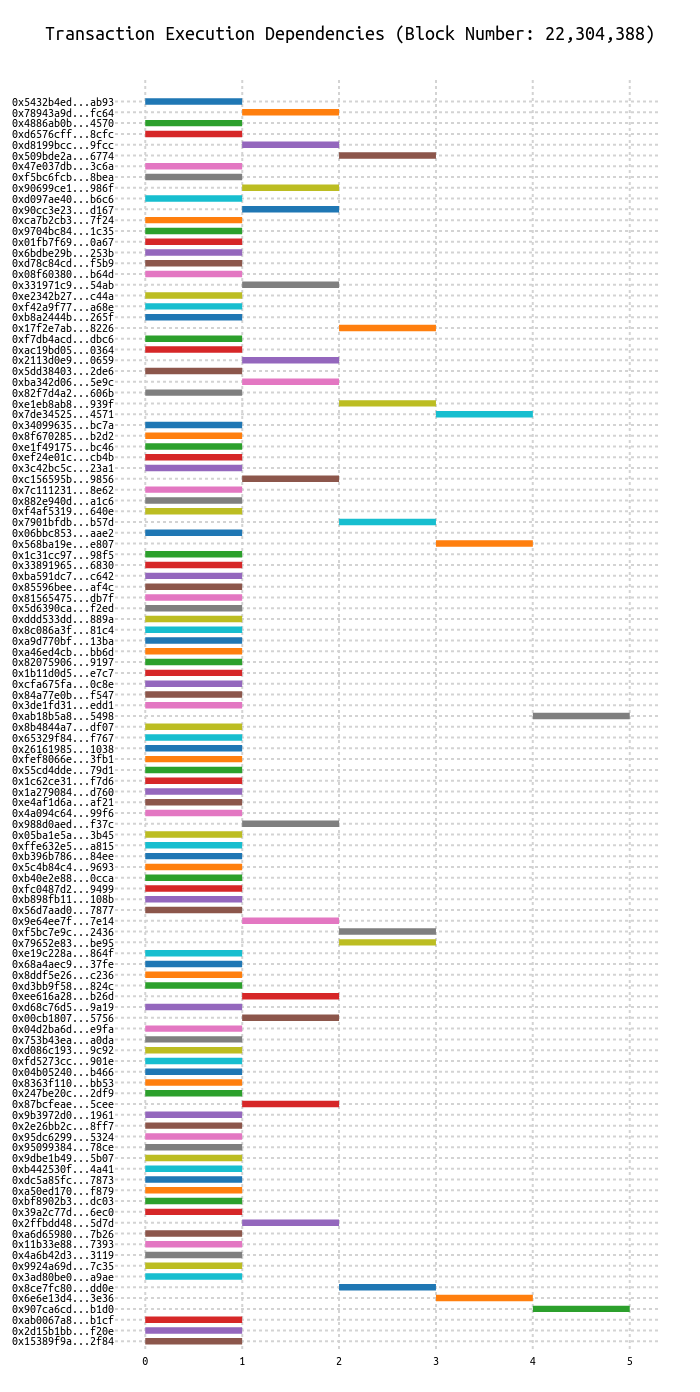 Transaction Execution Dependencies (Block Number: 22,304,388)
0x5432b4ed...ab93
0x78943a9d...fc64
0x4886ab0b...4570
0xd6576cff...8cfc
0xd8199bcc...9fcc
0x509bde2a...6774
0x47e037db...3c6a
0xf5bc6fcb...8bea
0x90699ce1...986f
0xd097ae40...b6c6
0x90cc3e23...d167
0xca7b2cb3...7f24
0x9704bc84...1c35
0x01fb7f69...0a67
0x6bdbe29b...253b
0xd78c84cd...f5b9
0x08f60380...b64d
0x331971c9...54ab
0xe2342b27...c44a
0xf42a9f77...a68e
0xb8a2444b...265f
0x17f2e7ab...8226
0xf7db4acd...dbc6
0xac19bd05...0364
0x2113d0e9...0659
0x5dd38403...2de6
0xba342d06...5e9c
0x82f7d4a2...606b
0xe1eb8ab8...939f
0x7de34525...4571
0x34099635...bc7a
0x8f670285...b2d2
0xe1f49175...bc46
0xef24e01c...cb4b
0x3c42bc5c...23a1
0xc156595b...9856
0x7c111231...8e62
0x882e940d...a1c6
0xf4af5319...640e
0x7901bfdb...b57d
0x06bbc853...aae2
0x568ba19e...e807
0x1c31cc97...98f5
0x33891965...6830
0xba591dc7...c642
0x85596bee...af4c
0x81565475...db7f
0x5d6390ca...f2ed
0xddd533dd...889a
0x8c086a3f...81c4
0xa9d770bf...13ba
0xa46ed4cb...bb6d
0x82075906...9197
0x1b11d0d5...e7c7
0xcfa675fa...0c8e
0x84a77e0b...f547
0x3de1fd31...edd1
0xab18b5a8...5498
0x8b4844a7...df07
0x65329f84...f767
0x26161985...1038
0xfef8066e...3fb1
0x55cd4dde...79d1
0x1c62ce31...f7d6
0x1a279084...d760
0xe4af1d6a...af21
0x4a094c64...99f6
0x988d0aed...f37c
0x05ba1e5a...3b45
0xffe632e5...a815
0xb396b786...84ee
0x5c4b84c4...9693
0xb40e2e88...0cca
0xfc0487d2...9499
0xb898fb11...108b
0x56d7aad0...7877
0x9e64ee7f...7e14
0xf5bc7e9c...2436
0x79652e83...be95
0xe19c228a...864f
0x68a4aec9...37fe
0x8ddf5e26...c236
0xd3bb9f58...824c
0xee616a28...b26d
0xd68c76d5...9a19
0x00cb1807...5756
0x04d2ba6d...e9fa
0x753b43ea...a0da
0xd086c193...9c92
0xfd5273cc...901e
0x04b05240...b466
0x8363f110...bb53
0x247be20c...2df9
0x87bcfeae...5cee
0x9b3972d0...1961
0x2e26bb2c...8ff7
0x95dc6299...5324
0x95099384...78ce
0x9dbe1b49...5b07
0xb442530f...4a41
0xdc5a85fc...7873
0xa50ed170...f879
0xbf8902b3...dc03
0x39a2c77d...6ec0
0x2ffbdd48...5d7d
0xa6d65980...7b26
0x11b33e88...7393
0x4a6b42d3...3119
0x9924a69d...7c35
0x3ad80be0...a9ae
0x8ce7fc80...dd0e
0x6e6e13d4...3e36
0x907ca6cd...b1d0
0xab0067a8...b1cf
0x2d15b1bb...f20e
0x15389f9a...2f84
0 1 2 3 4 5